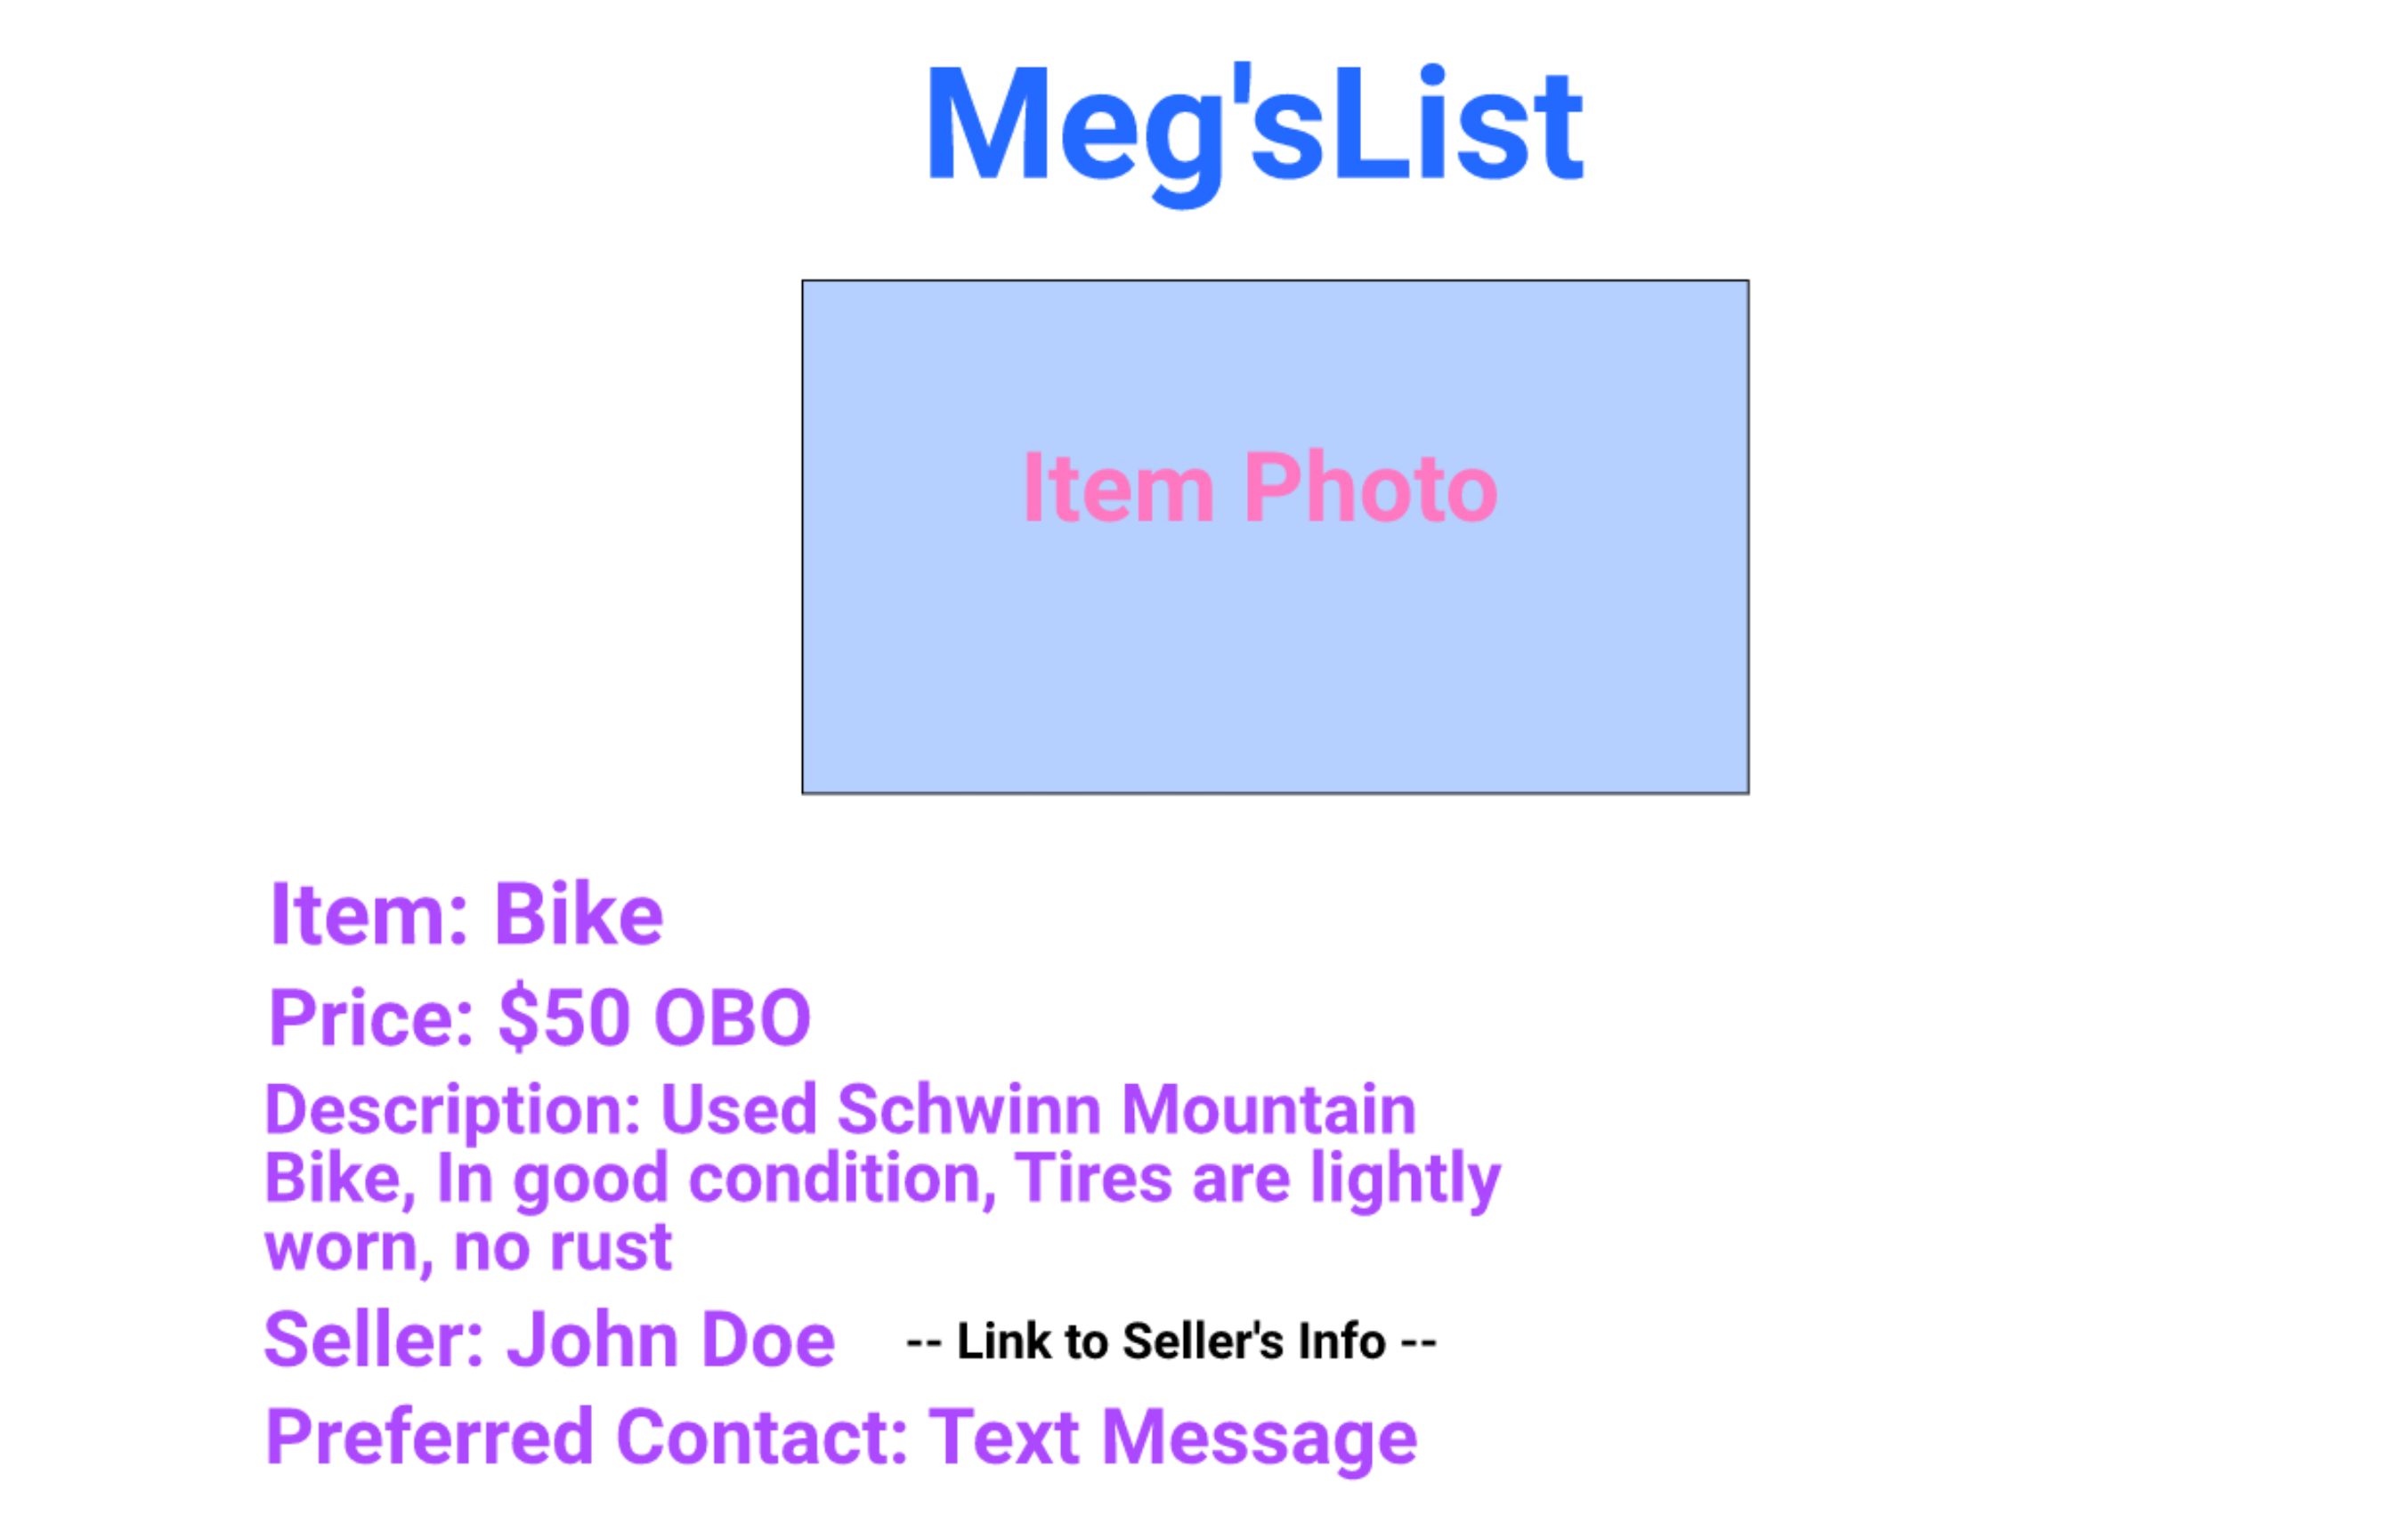 Meg'sList
Item Photo
Item: Bike
Price: $50 OBO
Description: Used Schwinn Mountain
Bike, In good condition, Tires are lightly
worn, no rust
Seller: John Doe -- Link to Seller's Info --
Preferred Contact: Text Message